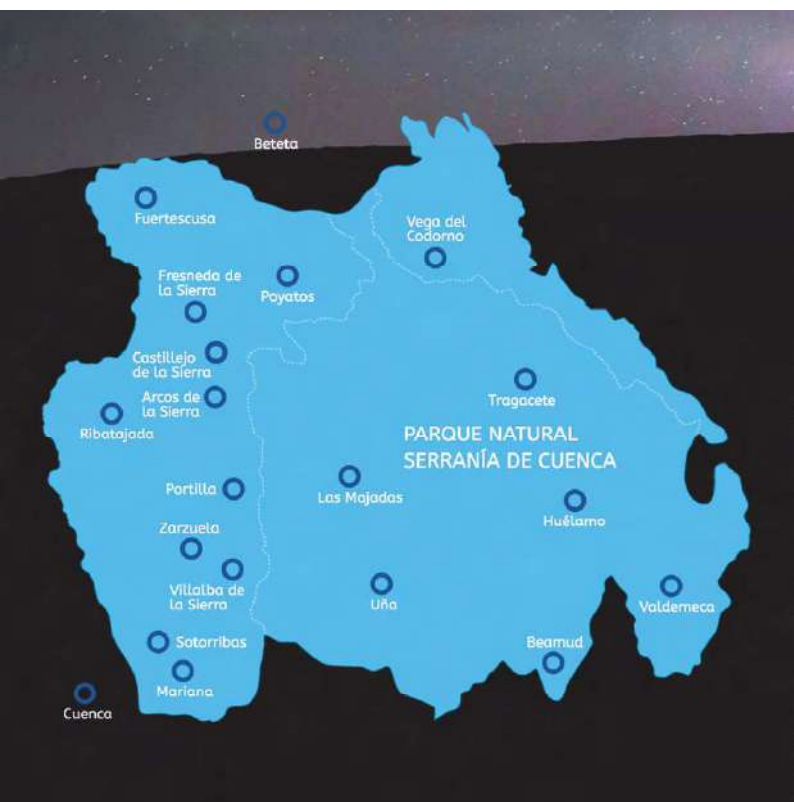 Beteta
Fuertescusa
Vega del
Codorno
Fresneda de
la Sierra
Poyatos
Castillejo
de la Sierra
Tragacete
Arcos de
la Sierra
Ribatajada
PARQUE NATURAL
SERRANÍA DE CUENCA
Portilla
Las Majadas
Huélamo
Zarzuela
Villalba de
la Sierra
Uña
Valdemeca
Sotorribas
Beamud
Mariana
Cuenca